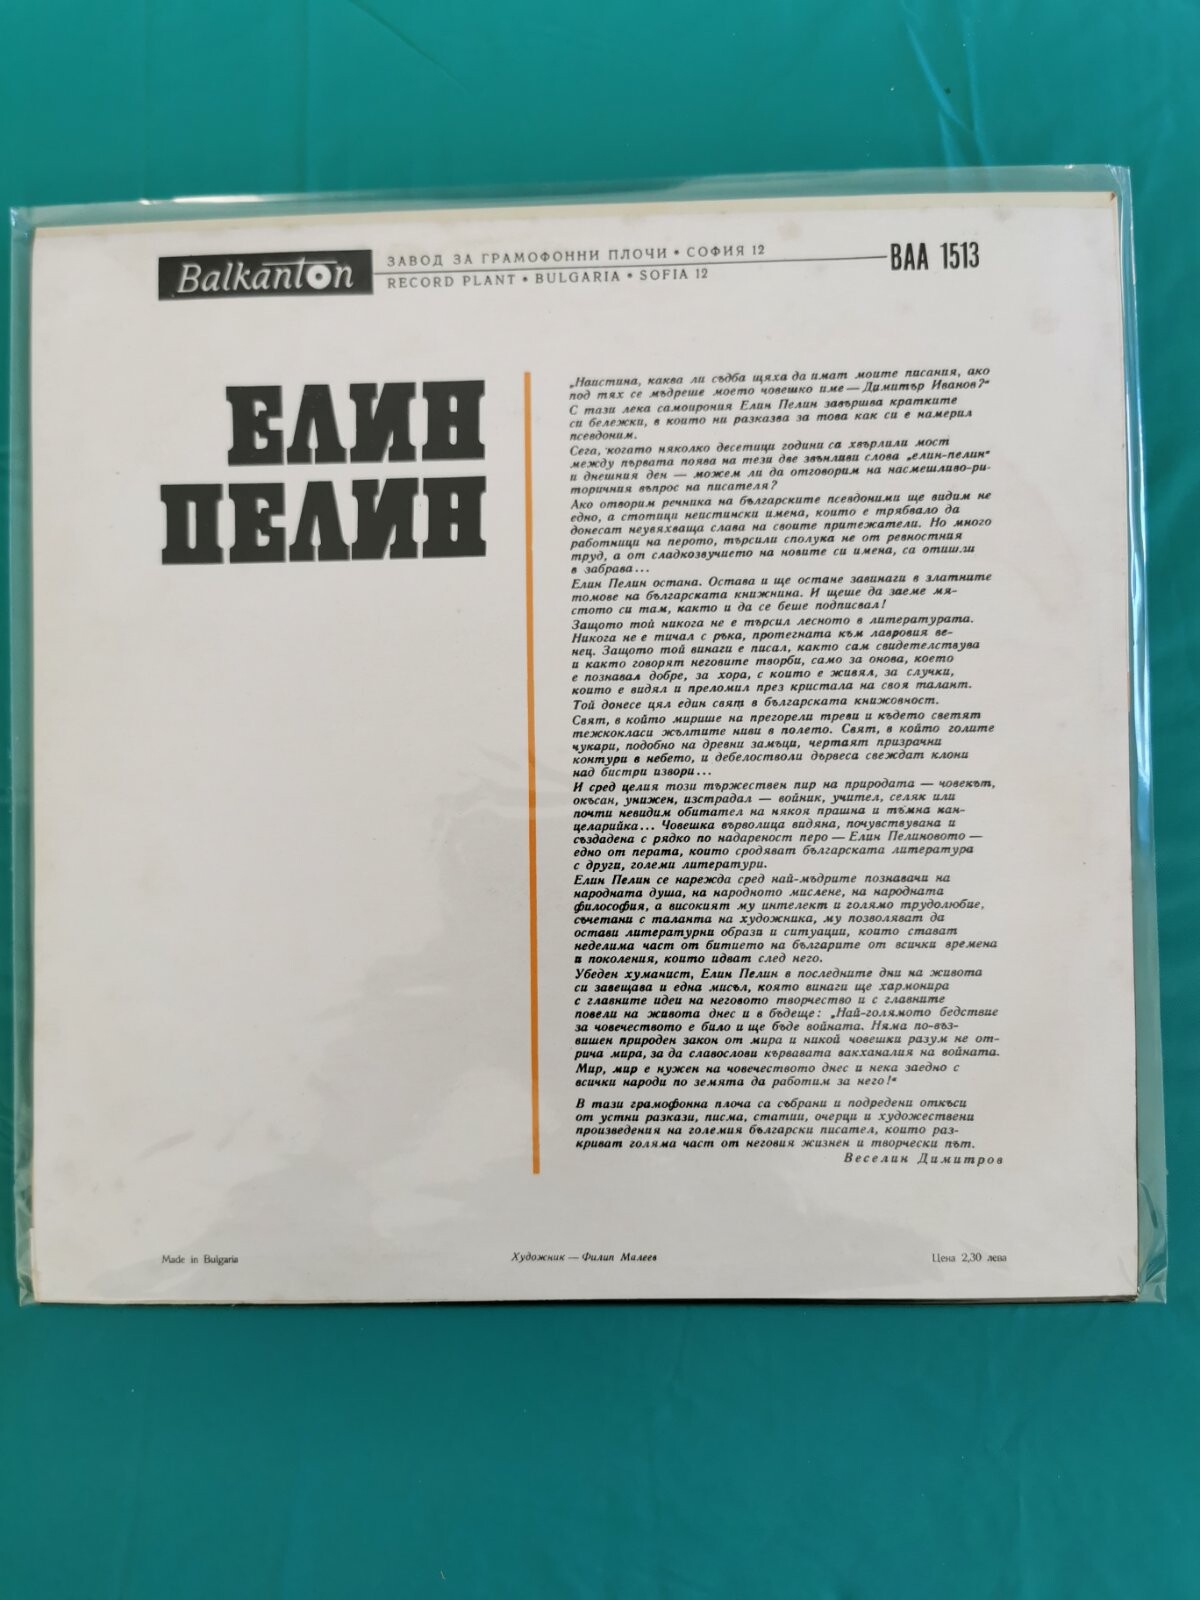 Balkanton
ЗАВОД ЗА ГРАМОФОННИ ПЛОЧИ • СОФИЯ 12
RECORD PLANT • BULGARIA • SOFIA 12
ВАА 1513
ЕЛИН
ПЕЛИН
„Наистина, каква ли съдба щяха да имат моите писания, ако
под тях се мъдреше моето човешко име — Димитър Иванов?“
С тази лека самоирония Елин Пелин завършва кратките
си бележки, в които ни разказва за това как си е намерил
псевдоним.
Сега, когато няколко десетици години са хвърлили мост
между първата поява на тези две звънливи слова „елин-пелин“
и днешния ден — можем ли да отговорим на насмешливо-ри-
торичния въпрос на писателя?
Ако отворим речника на българските псевдоними ще видим не
едно, а стотици неистински имена, които е трябвало да
донесат неувяхваща слава на своите притежатели. Но много
работници на перото, търсили сполука не от ревностния
труд, а от сладкозвучието на новите си имена, са отишли
в забрава...
Елин Пелин остана. Остава и ще остане завинаги в златните
томове на българската книжнина. И щеше да заеме мя-
стото си там, както и да се беше подписвал!
Защото той никога не е търсил лесното в литературата.
Никога не е тичал с ръка, протегната към лавровия ве-
нец. Защото той винаги е писал, както сам свидетелствува
и както говорят неговите творби, само за онова, което
е познавал добре, за хора, с които е живял, за случки,
които е видял и преломил през кристала на своя талант.
Той донесе цял един свят в българската книжовност.
Свят, в който мирише на прегорели треви и където светят
тежкокласи жълтите ниви в полето. Свят, в който голите
чукари, подобно на древни замъци, чертаят призрачни
контури в небето, и дебелостволи дървеса свеждат клони
над бистри извори...
И сред целия този тържествен пир на природата — човекът,
окъсан, унижен, изстрадал — войник, учител, селяк или
почти невидим обитател на някоя прашна и тъмна кан-
целарийка... Човешка върволица видяна, почувствувана и
създадена с рядко по надареност перо — Елин Пелиновото —
едно от перата, които сродяват българската литература
с други, големи литератури.
Елин Пелин се нарежда сред най-мъдрите познавачи на
народната душа, на народното мислене, на народната
философия, а високият му интелект и голямо трудолюбие,
съчетани с таланта на художника, му позволяват да
остави литературни образи и ситуации, които стават
неделима част от битието на българите от всички времена
и поколения, които идват след него.
Убеден хуманист, Елин Пелин в последните дни на живота
си завещава и една мисъл, която винаги ще хармонира
с главните идеи на неговото творчество и с главните
повели на живота днес и в бъдеще: „Най-голямото бедствие
за човечеството е било и ще бъде войната. Няма по-въз-
вишен природен закон от мира и никой човешки разум не от-
рича мира, за да славослови кървавата вакханалия на войната.
Мир, мир е нужен на човечеството днес и нека заедно с
всички народи по земята да работим за него!“
В тази грамофонна плоча са събрани и подредени откъси
от устни разкази, писма, статии, очерци и художествени
произведения на големия български писател, които раз-
криват голяма част от неговия жизнен и творчески път.
Веселин Димитров
Made in Bulgaria
Художник — Филип Малеев
Цена 2,30 лева